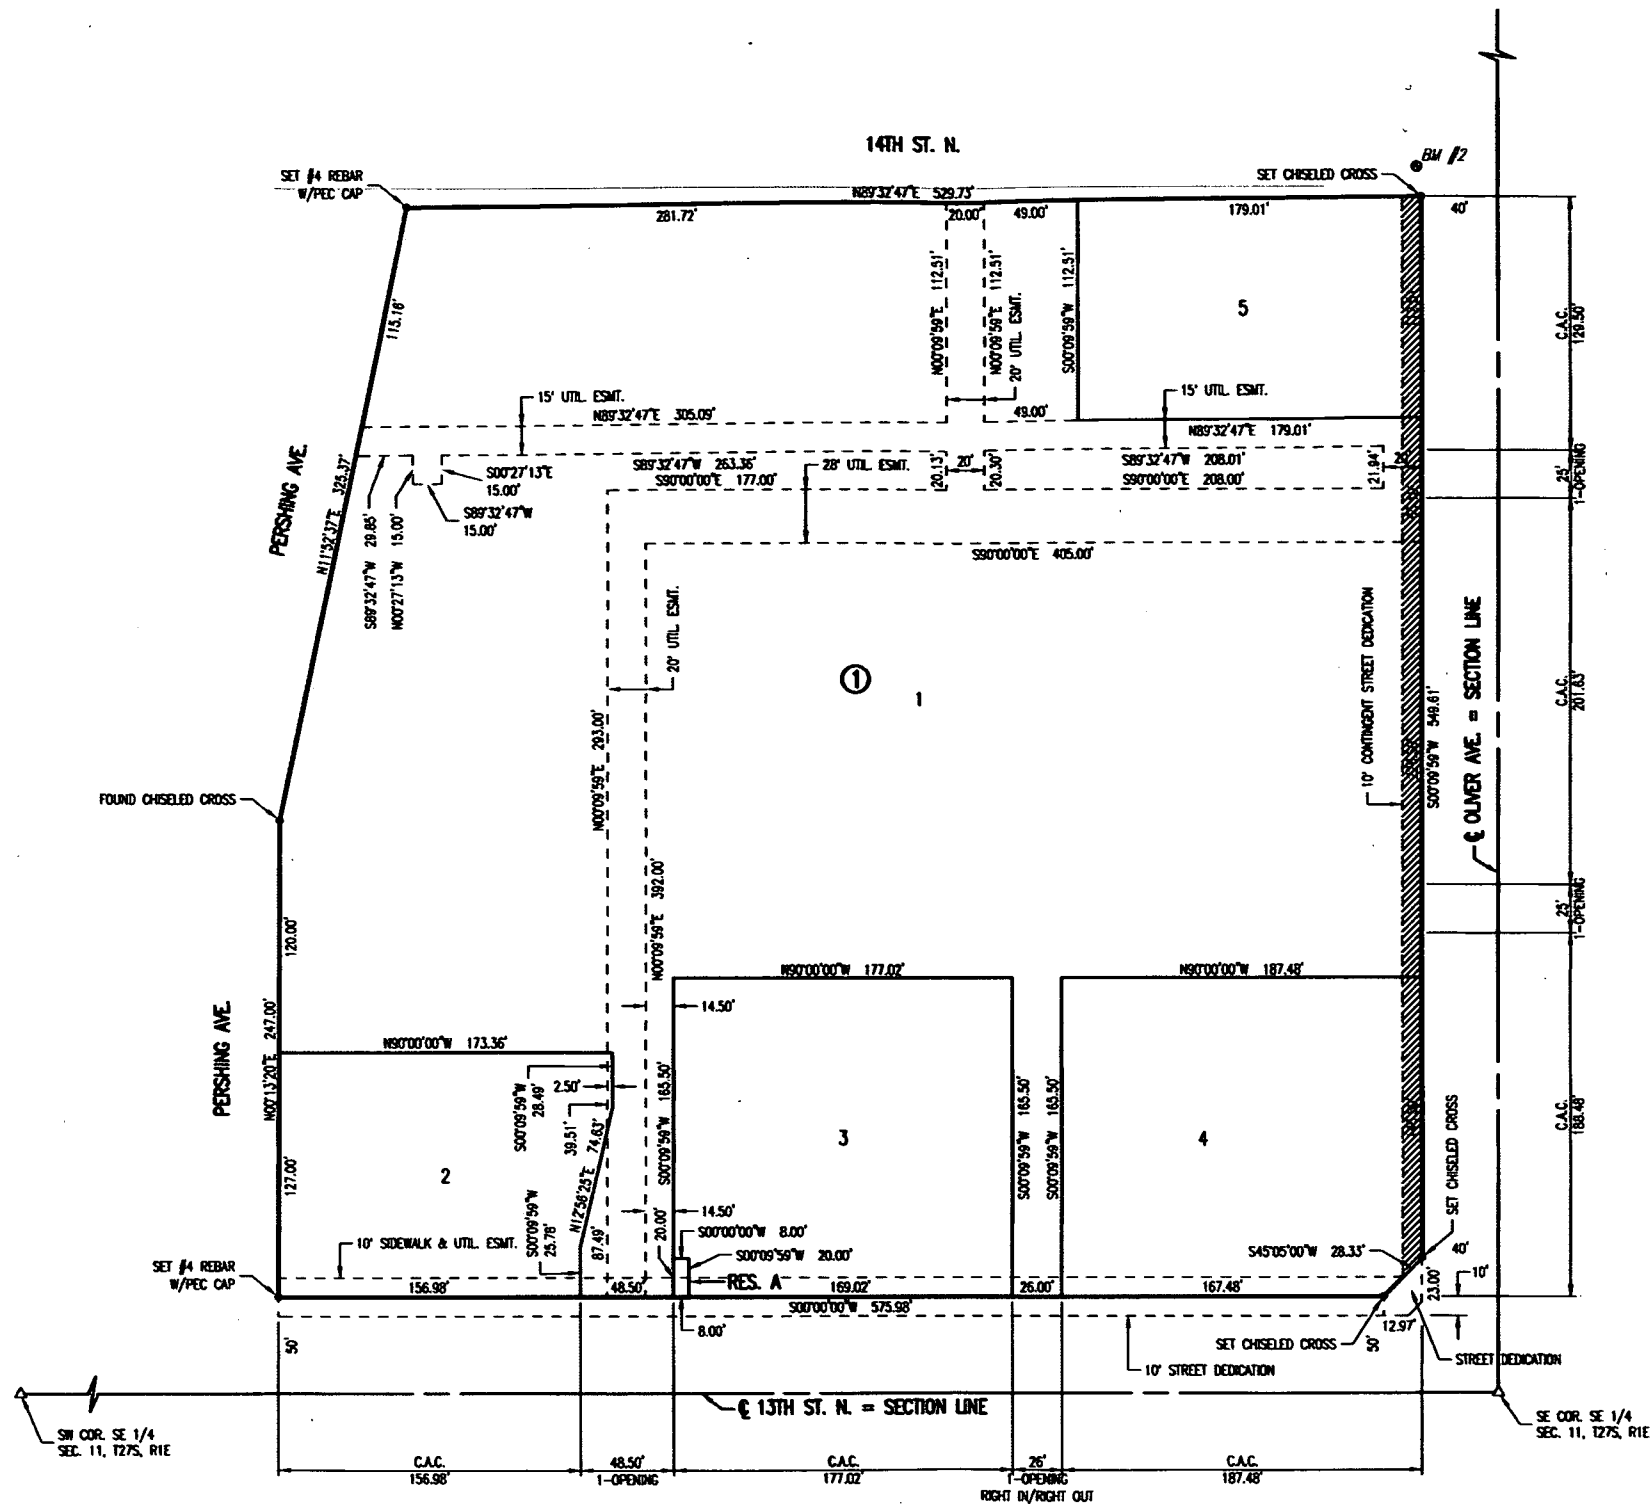 14TH ST. N.
BM #2
SET #4 REBAR
W/PEC CAP
SET CHISELED CROSS
N89°32'47"E 529.73'
281.72'
20.00'
49.00'
179.01'
40'
115.16'
N00°09'59"E 112.51'
N00°09'59"E 112.51'
20' UTIL. ESMT.
S00°09'59"W 112.51'
5
C.A.C.
129.50'
15' UTIL. ESMT.
N89°32'47"E 305.09'
49.00'
15' UTIL. ESMT.
N89°32'47"E 179.01'
PERSHING AVE.
N11°52'37"E 325.37'
S89°32'47"W 29.85'
N00°27'13"W 15.00'
S00°27'13"E
15.00'
S89°32'47"W
15.00'
S89°32'47"W 263.36'
S90°00'00"E 177.00'
28' UTIL. ESMT.
20.13'
20'
20.30'
S89°32'47"W 208.01'
S90°00'00"E 208.00'
21.94'
25'
1-OPENING
S90°00'00"E 405.00'
20' UTIL. ESMT.
N00°09'59"E 293.00'
1
1
10' CONTINGENT STREET DEDICATION
S00°09'59"W 549.61'
℄ OLIVER AVE. = SECTION LINE
C.A.C.
201.63'
FOUND CHISELED CROSS
120.00'
N00°09'59"E 392.00'
25'
1-OPENING
N90°00'00"W 177.02'
N90°00'00"W 187.48'
14.50'
PERSHING AVE.
N00°13'20"E 247.00'
N90°00'00"W 173.36'
S00°09'59"W
28.49'
2.50'
39.51'
N12°56'25"E 74.63'
S00°09'59"W 165.50'
S00°09'59"W 165.50'
S00°09'59"W 165.50'
3
4
2
127.00'
C.A.C.
188.48'
SET CHISELED CROSS
S00°09'59"W
25.78'
87.49'
20.00'
14.50'
S00°00'00"W 8.00'
S00°09'59"W 20.00'
S45°05'00"W 28.33'
40'
10' SIDEWALK & UTIL. ESMT.
SET #4 REBAR
W/PEC CAP
RES. A
156.98'
48.50'
169.02'
26.00'
167.48'
S00°00'00"W 575.98'
23.00'
10'
8.00'
12.97'
50'
50'
SET CHISELED CROSS
STREET DEDICATION
10' STREET DEDICATION
℄ 13TH ST. N. = SECTION LINE
SW COR. SE 1/4
SEC. 11, T27S, R1E
SE COR. SE 1/4
SEC. 11, T27S, R1E
C.A.C.
156.98'
48.50'
1-OPENING
C.A.C.
177.02'
26'
1-OPENING
RIGHT IN/RIGHT OUT
C.A.C.
187.48'